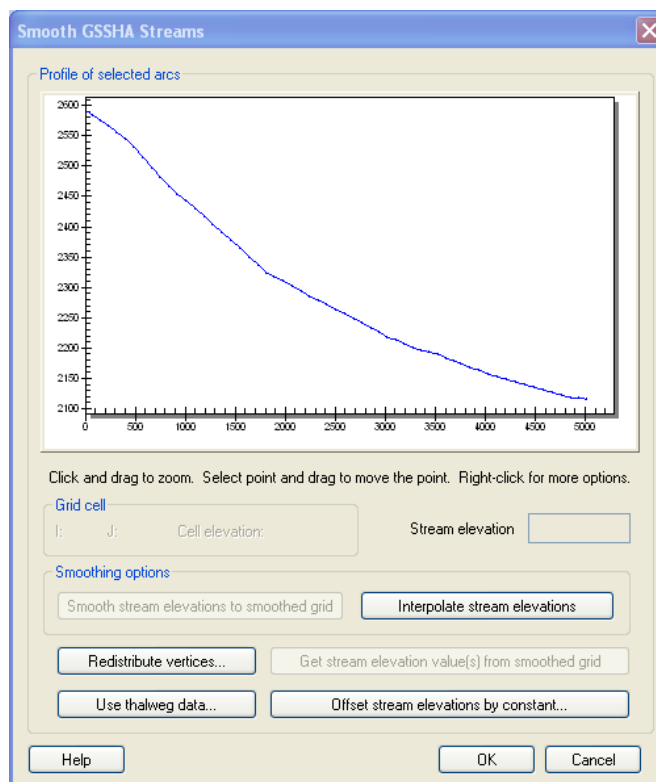 Smooth GSSHA Streams
Profile of selected arcs
2600
2550
2500
2450
2400
2350
2300
2250
2200
2150
2100
0 500 1000 1500 2000 2500 3000 3500 4000 4500 5000
Click and drag to zoom. Select point and drag to move the point. Right-click for more options.
Grid cell
I: J: Cell elevation:
Stream elevation
Smoothing options
Smooth stream elevations to smoothed grid Interpolate stream elevations
Redistribute vertices... Get stream elevation value(s) from smoothed grid
Use thalweg data... Offset stream elevations by constant...
Help OK Cancel